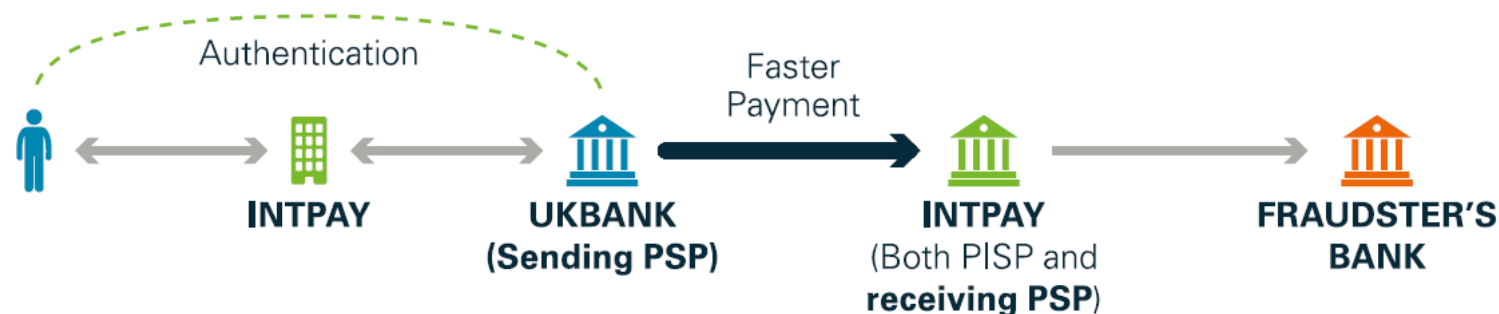 Authentication
Faster
Payment
INTPAY
UKBANK
(Sending PSP)
INTPAY
(Both PISP and
receiving PSP)
FRAUDSTER'S
BANK